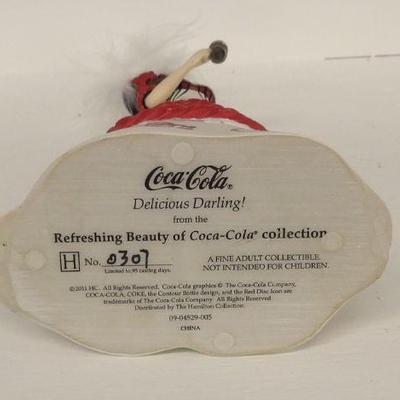 Coca-Cola®
Delicious Darling!
from the
Refreshing Beauty of Coca-Cola® collection
H No. 0307
Limited to 95 casting days.
A FINE ADULT COLLECTIBLE.
NOT INTENDED FOR CHILDREN.
©2011 HC. All Rights Reserved. Coca-Cola graphics © The Coca-Cola Company,
COCA-COLA, COKE, the Contour Bottle design, and the Red Disc Icon are
trademarks of The Coca-Cola Company. All Rights Reserved.
Distributed by The Hamilton Collection.
09-04529-005
CHINA